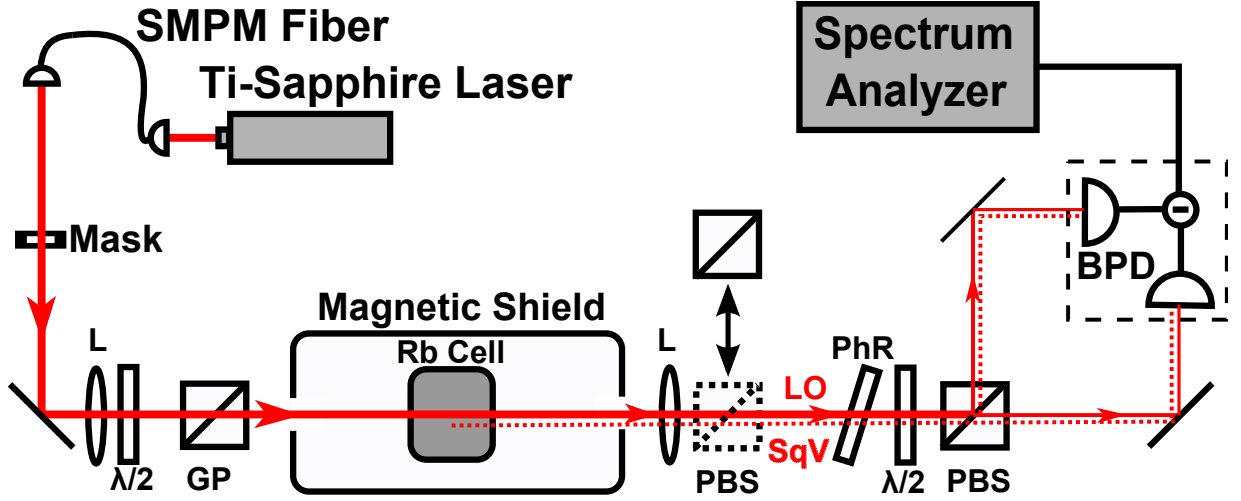 SMPM Fiber
Ti-Sapphire Laser
Spectrum
Analyzer
Mask
BPD
Magnetic Shield
Rb Cell
L
L
PhR
LO
λ/2
GP
SqV
PBS
λ/2
PBS